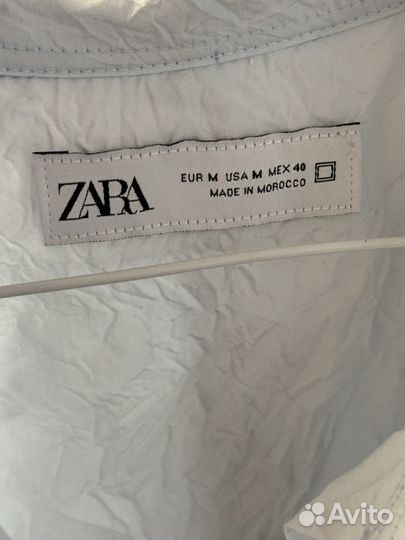 ZARA
EUR M USA M MEX 40
MADE IN MOROCCO
Avito